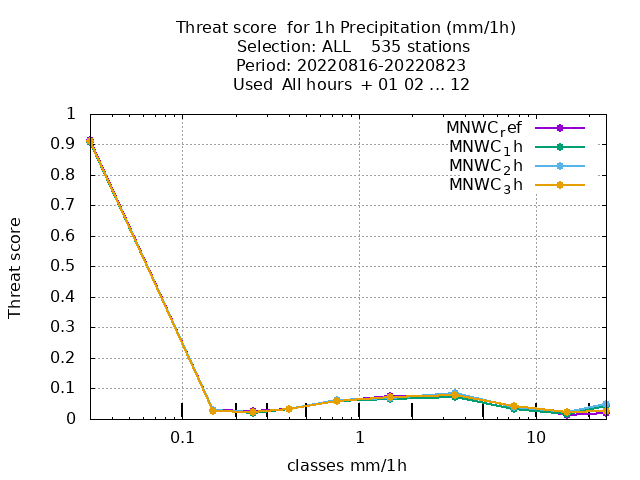 Threat score  for 1h Precipitation (mm/1h)
Selection: ALL    535 stations
Period: 20220816-20220823
Used  All hours  + 01 02 ... 12
MNWC_ref
MNWC_1h
MNWC_2h
MNWC_3h
Threat score
1
0.9
0.8
0.7
0.6
0.5
0.4
0.3
0.2
0.1
0
0.1 1 10
classes mm/1h